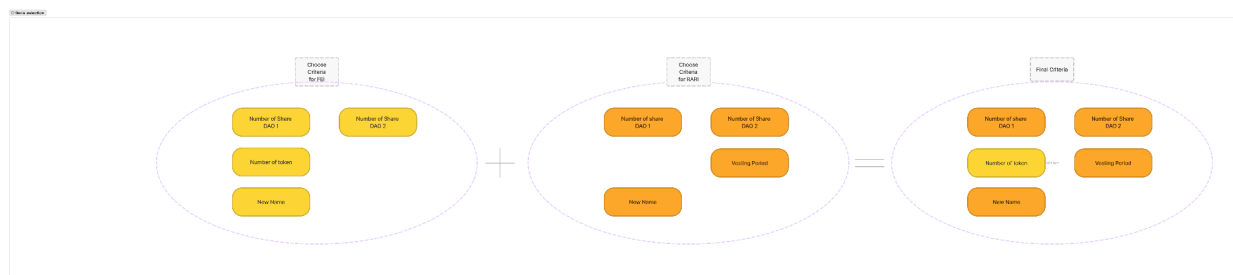 Choose
Criteria
for FEI
Number of Share
DAO 1
Number of Share
DAO 2
Number of token
New Name
Choose
Criteria
for RARI
Number of share
DAO 1
Number of Share
DAO 2
Vesting Period
New Name
Final Criteria
Number of share
DAO 1
Number of Share
DAO 2
Number of token
Vesting Period
New Name